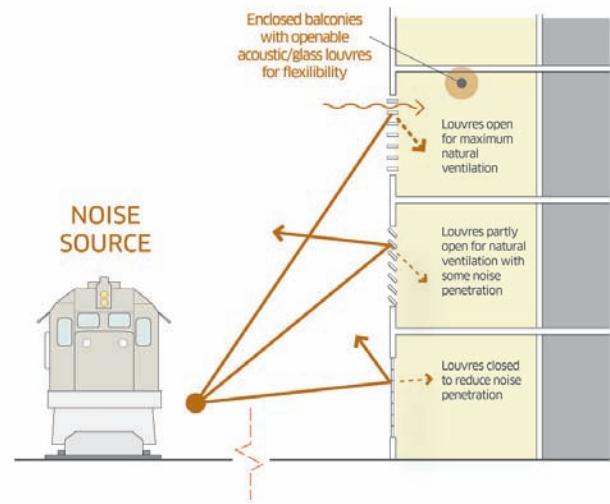 Enclosed balconies
with openable
acoustic/glass louvres
for flexilibility
Louvres open
for maximum
natural
ventilation
NOISE
SOURCE
Louvres partly
open for natural
ventilation with
some noise
penetration
Louvres closed
to reduce noise
penetration